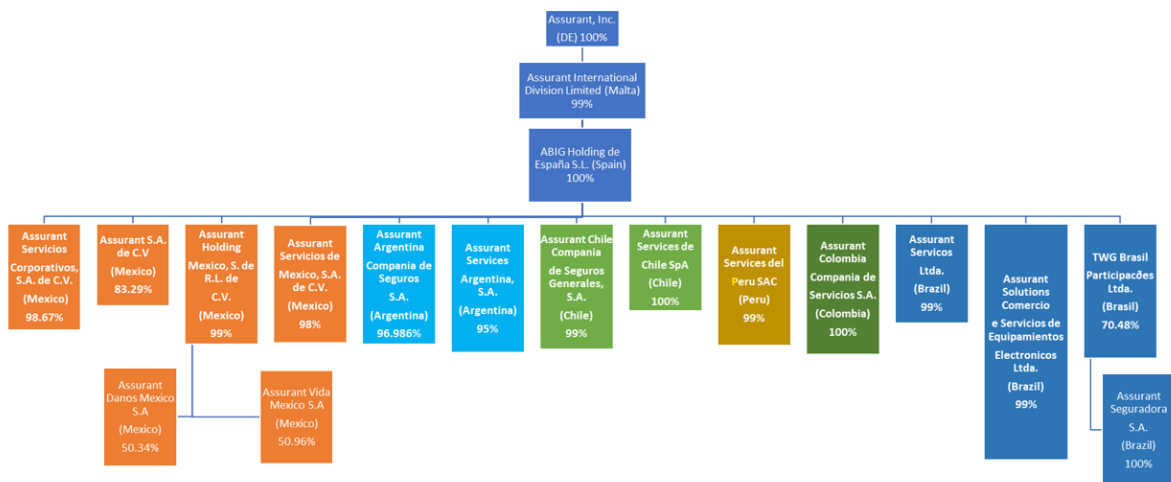 Assurant, Inc.
(DE) 100%
Assurant International
Division Limited (Malta)
99%
ABIG Holding de
España S.L. (Spain)
100%
Assurant
Servicios
Corporativos,
S.A. de C.V.
(Mexico)
98.67%
Assurant S.A.
de C.V
(Mexico)
83.29%
Assurant
Holding
Mexico, S. de
R.L. de
C.V.
(Mexico)
99%
Assurant
Servicios de
Mexico, S.A.
de C.V.
(Mexico)
98%
Assurant
Argentina
Compania de
Seguros
S.A.
(Argentina)
96.986%
Assurant
Services
Argentina,
S.A.
(Argentina)
95%
Assurant Chile
Compania
de Seguros
Generales,
S.A.
(Chile)
99%
Assurant
Services de
Chile SpA
(Chile)
100%
Assurant
Services del
Peru SAC
(Peru)
99%
Assurant
Colombia
Compania de
Servicios S.A.
(Colombia)
100%
Assurant
Servicos
Ltda.
(Brazil)
99%
Assurant
Solutions
Comercio
e Servicios de
Equipamientos
Electronicos
Ltda.
(Brazil)
99%
TWG Brasil
Participacões
Ltda.
(Brasil)
70.48%
Assurant
Danos Mexico
S.A
(Mexico)
50.34%
Assurant Vida
Mexico S.A
(Mexico)
50.96%
Assurant
Seguradora
S.A.
(Brazil)
100%